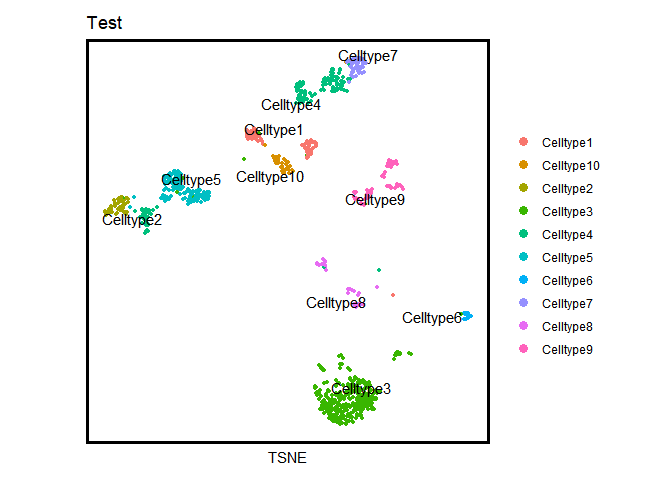 Test
Celltype7
Celltype4
Celltype1
Celltype10
Celltype5
Celltype9
Celltype2
Celltype8
Celltype6
Celltype3
TSNE
Celltype1
Celltype10
Celltype2
Celltype3
Celltype4
Celltype5
Celltype6
Celltype7
Celltype8
Celltype9